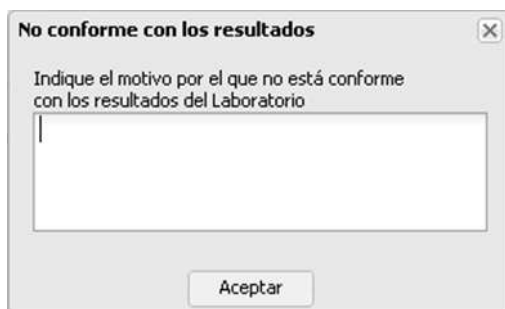 No conforme con los resultados
Indique el motivo por el que no está conforme
con los resultados del Laboratorio
Aceptar